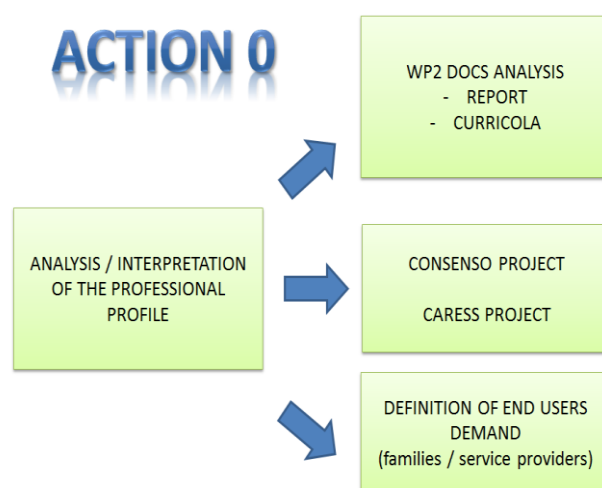 ACTION 0
WP2 DOCS ANALYSIS
- REPORT
- CURRICOLA
ANALYSIS / INTERPRETATION
OF THE PROFESSIONAL
PROFILE
CONSENSO PROJECT
CARESS PROJECT
DEFINITION OF END USERS
DEMAND
(families / service providers)